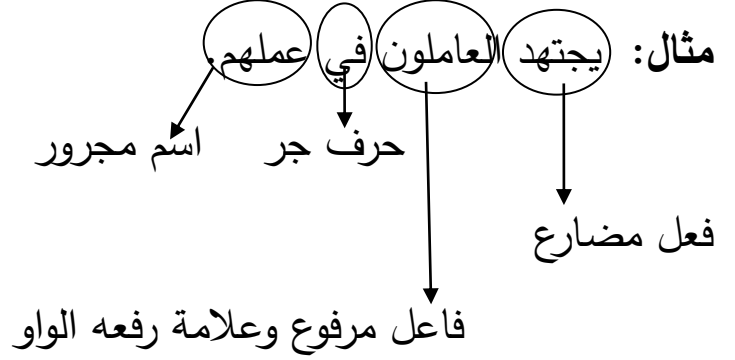 مثال: يجتهد العاملون في عملهم.
حرف جر اسم مجرور
فعل مضارع
فاعل مرفوع وعلامة رفعه الواو